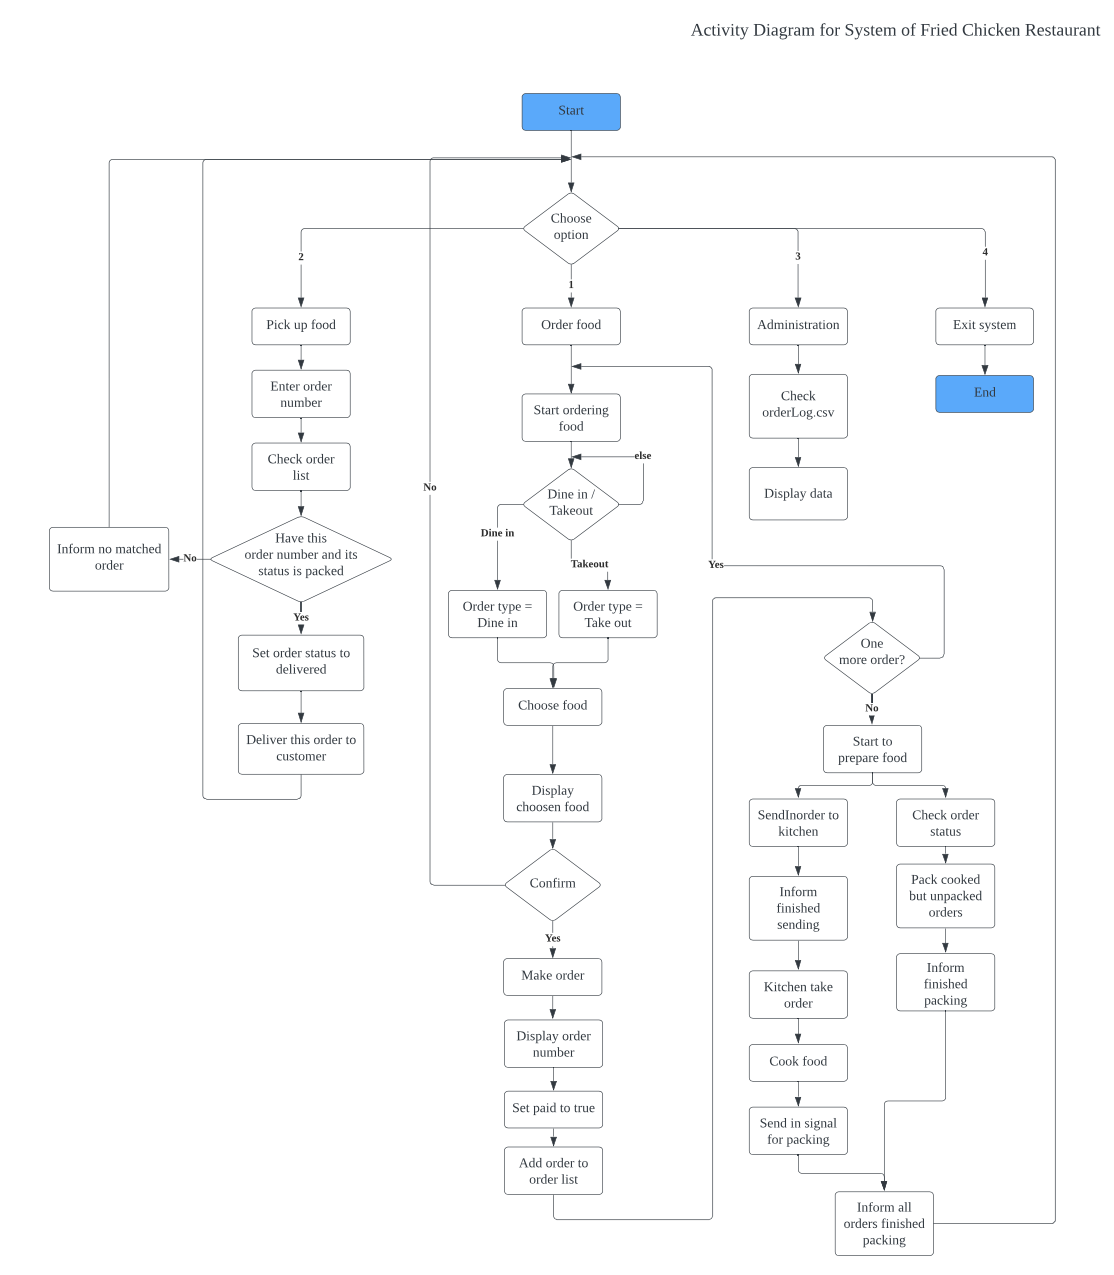 Activity Diagram for System of Fried Chicken Restaurant
Start
Choose
option
2
1
3
4
Pick up food
Order food
Administration
Exit system
Enter order
number
Start ordering
food
Check
orderLog.csv
End
Check order
list
else
No
Dine in /
Takeout
Display data
Dine in
Takeout
Have this
order number and its
status is packed
No
Inform no matched
order
Yes
Yes
Order type =
Dine in
Order type =
Take out
Set order status to
delivered
One
more order?
No
Choose food
Deliver this order to
customer
Start to
prepare food
Display
choosen food
SendInorder to
kitchen
Check order
status
Confirm
Inform
finished
sending
Pack cooked
but unpacked
orders
Yes
Make order
Kitchen take
order
Inform
finished
packing
Display order
number
Cook food
Set paid to true
Send in signal
for packing
Add order to
order list
Inform all
orders finished
packing